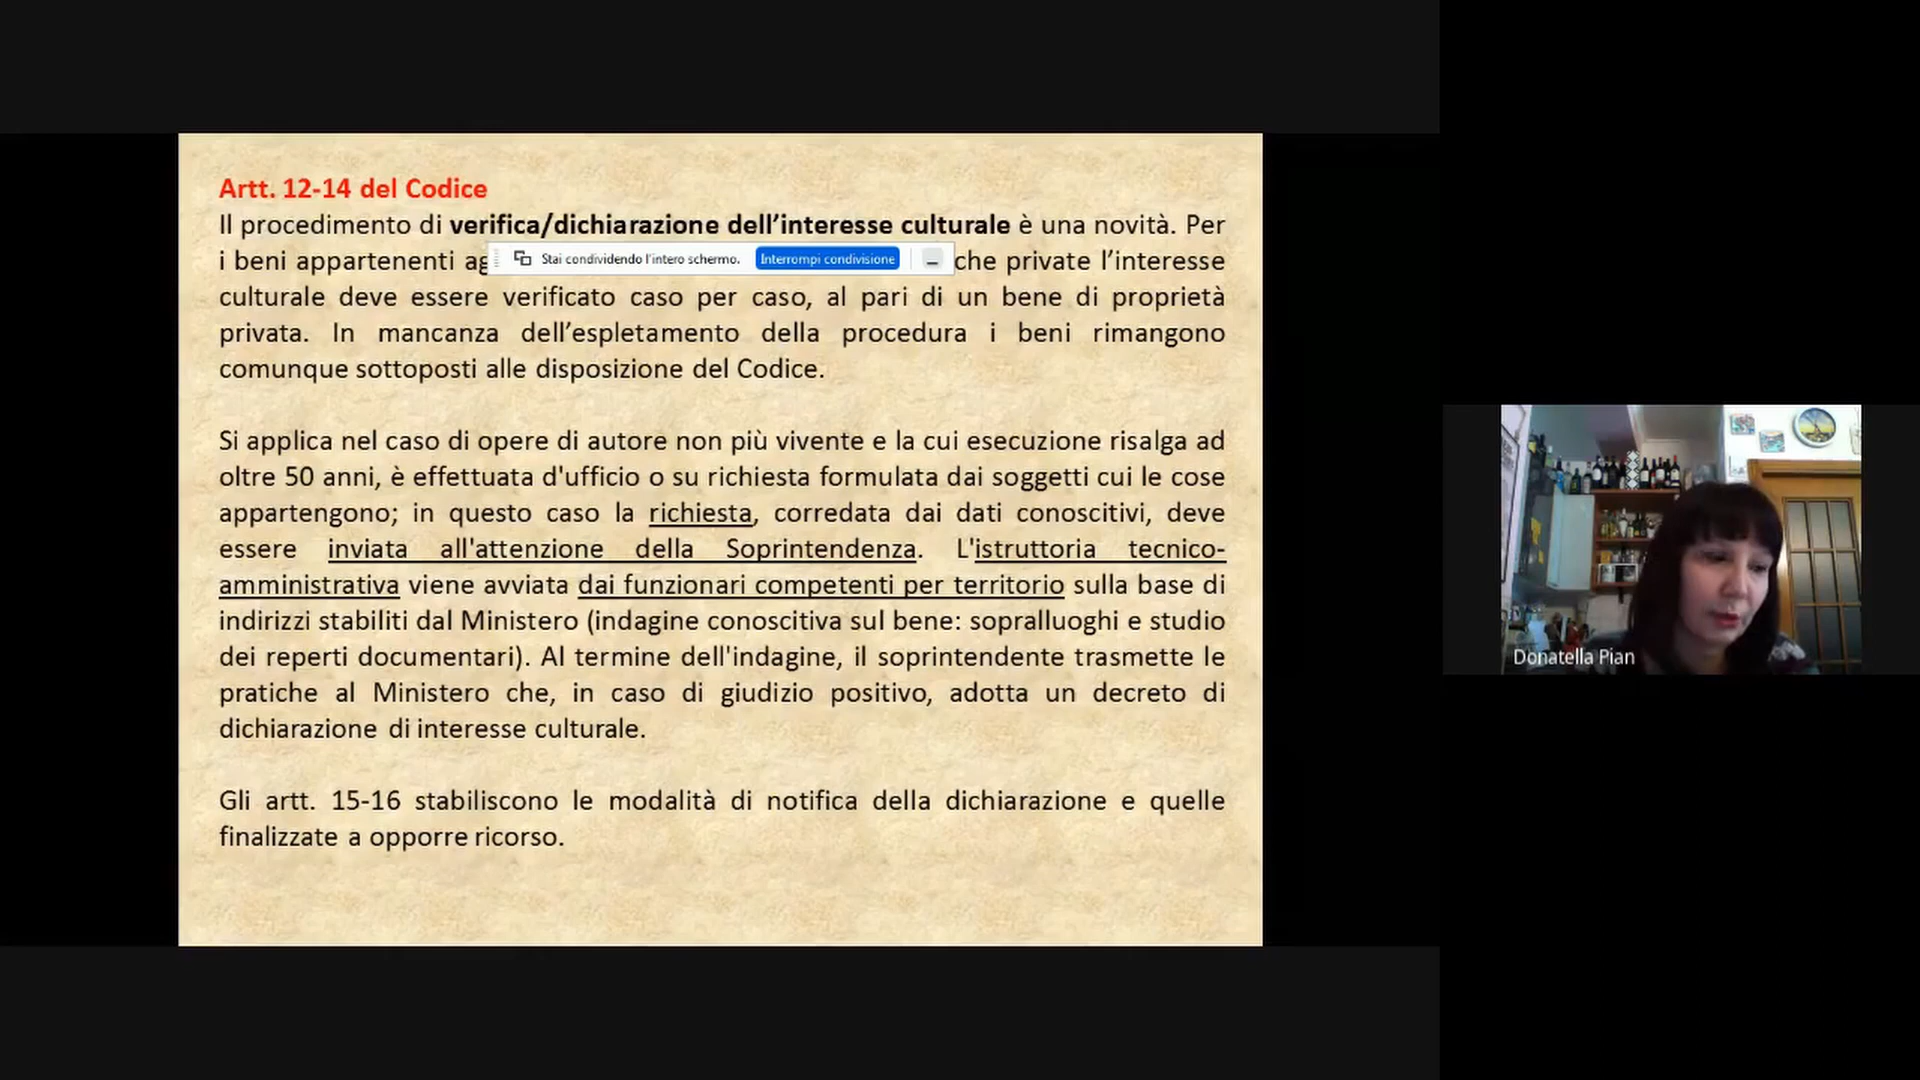 Artt. 12-14 del Codice
Il procedimento di verifica/dichiarazione dell’interesse culturale è una novità. Per
i beni appartenenti ag
Stai condividendo l'intero schermo. Interrompi condivisione
che private l’interesse
culturale deve essere verificato caso per caso, al pari di un bene di proprietà
privata. In mancanza dell’espletamento della procedura i beni rimangono
comunque sottoposti alle disposizione del Codice.
Si applica nel caso di opere di autore non più vivente e la cui esecuzione risalga ad
oltre 50 anni, è effettuata d'ufficio o su richiesta formulata dai soggetti cui le cose
appartengono; in questo caso la richiesta, corredata dai dati conoscitivi, deve
essere inviata all'attenzione della Soprintendenza. L'istruttoria tecnico-
amministrativa viene avviata dai funzionari competenti per territorio sulla base di
indirizzi stabiliti dal Ministero (indagine conoscitiva sul bene: sopralluoghi e studio
dei reperti documentari). Al termine dell'indagine, il soprintendente trasmette le
pratiche al Ministero che, in caso di giudizio positivo, adotta un decreto di
dichiarazione di interesse culturale.
Gli artt. 15-16 stabiliscono le modalità di notifica della dichiarazione e quelle
finalizzate a opporre ricorso.
Donatella Pian